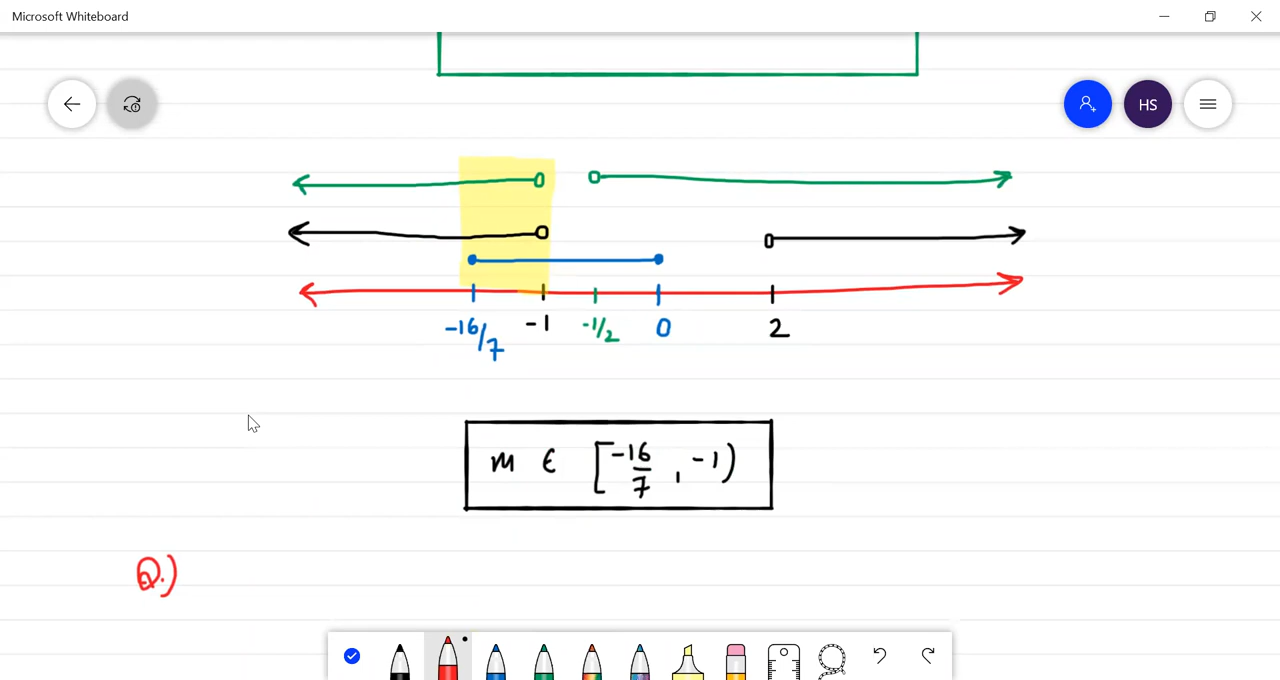 Microsoft Whiteboard
HS
-16/7 -1 -1/2 0 2
m ∈ [-16/7, -1)
Q.)